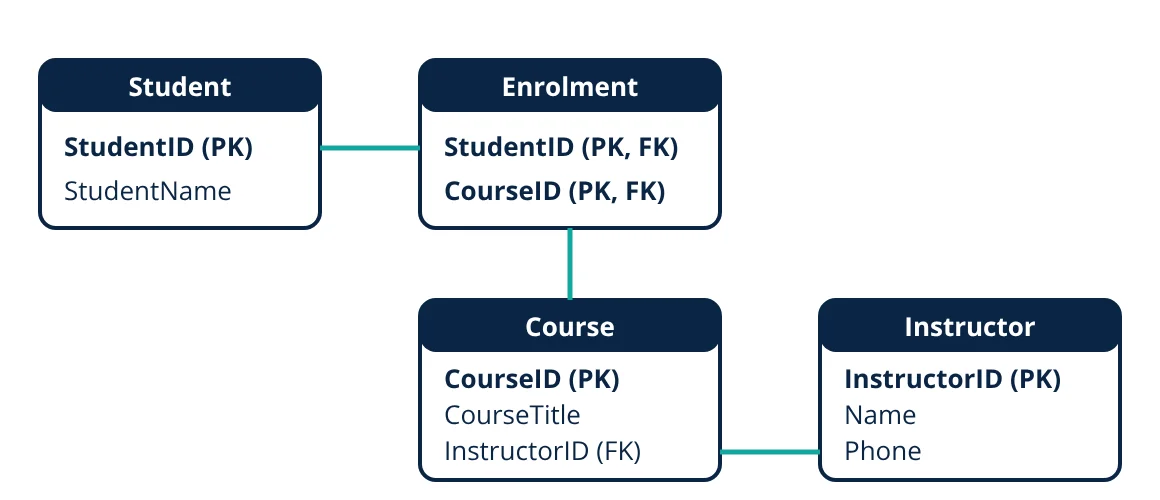 Student
StudentID (PK)
StudentName
Enrolment
StudentID (PK, FK)
CourseID (PK, FK)
Course
CourseID (PK)
CourseTitle
InstructorID (FK)
Instructor
InstructorID (PK)
Name
Phone